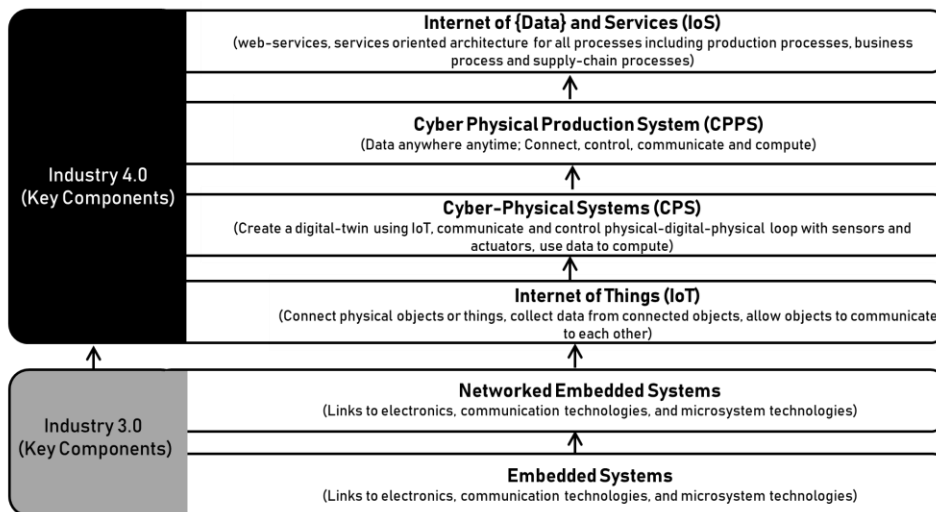 Internet of {Data} and Services (IoS)
(web-services, services oriented architecture for all processes including production processes, business
process and supply-chain processes)
Cyber Physical Production System (CPPS)
(Data anywhere anytime; Connect, control, communicate and compute)
Industry 4.0
(Key Components)
Cyber-Physical Systems (CPS)
(Create a digital-twin using IoT, communicate and control physical-digital-physical loop with sensors and
actuators, use data to compute)
Internet of Things (IoT)
(Connect physical objects or things, collect data from connected objects, allow objects to communicate
to each other)
Networked Embedded Systems
(Links to electronics, communication technologies, and microsystem technologies)
Industry 3.0
(Key Components)
Embedded Systems
(Links to electronics, communication technologies, and microsystem technologies)